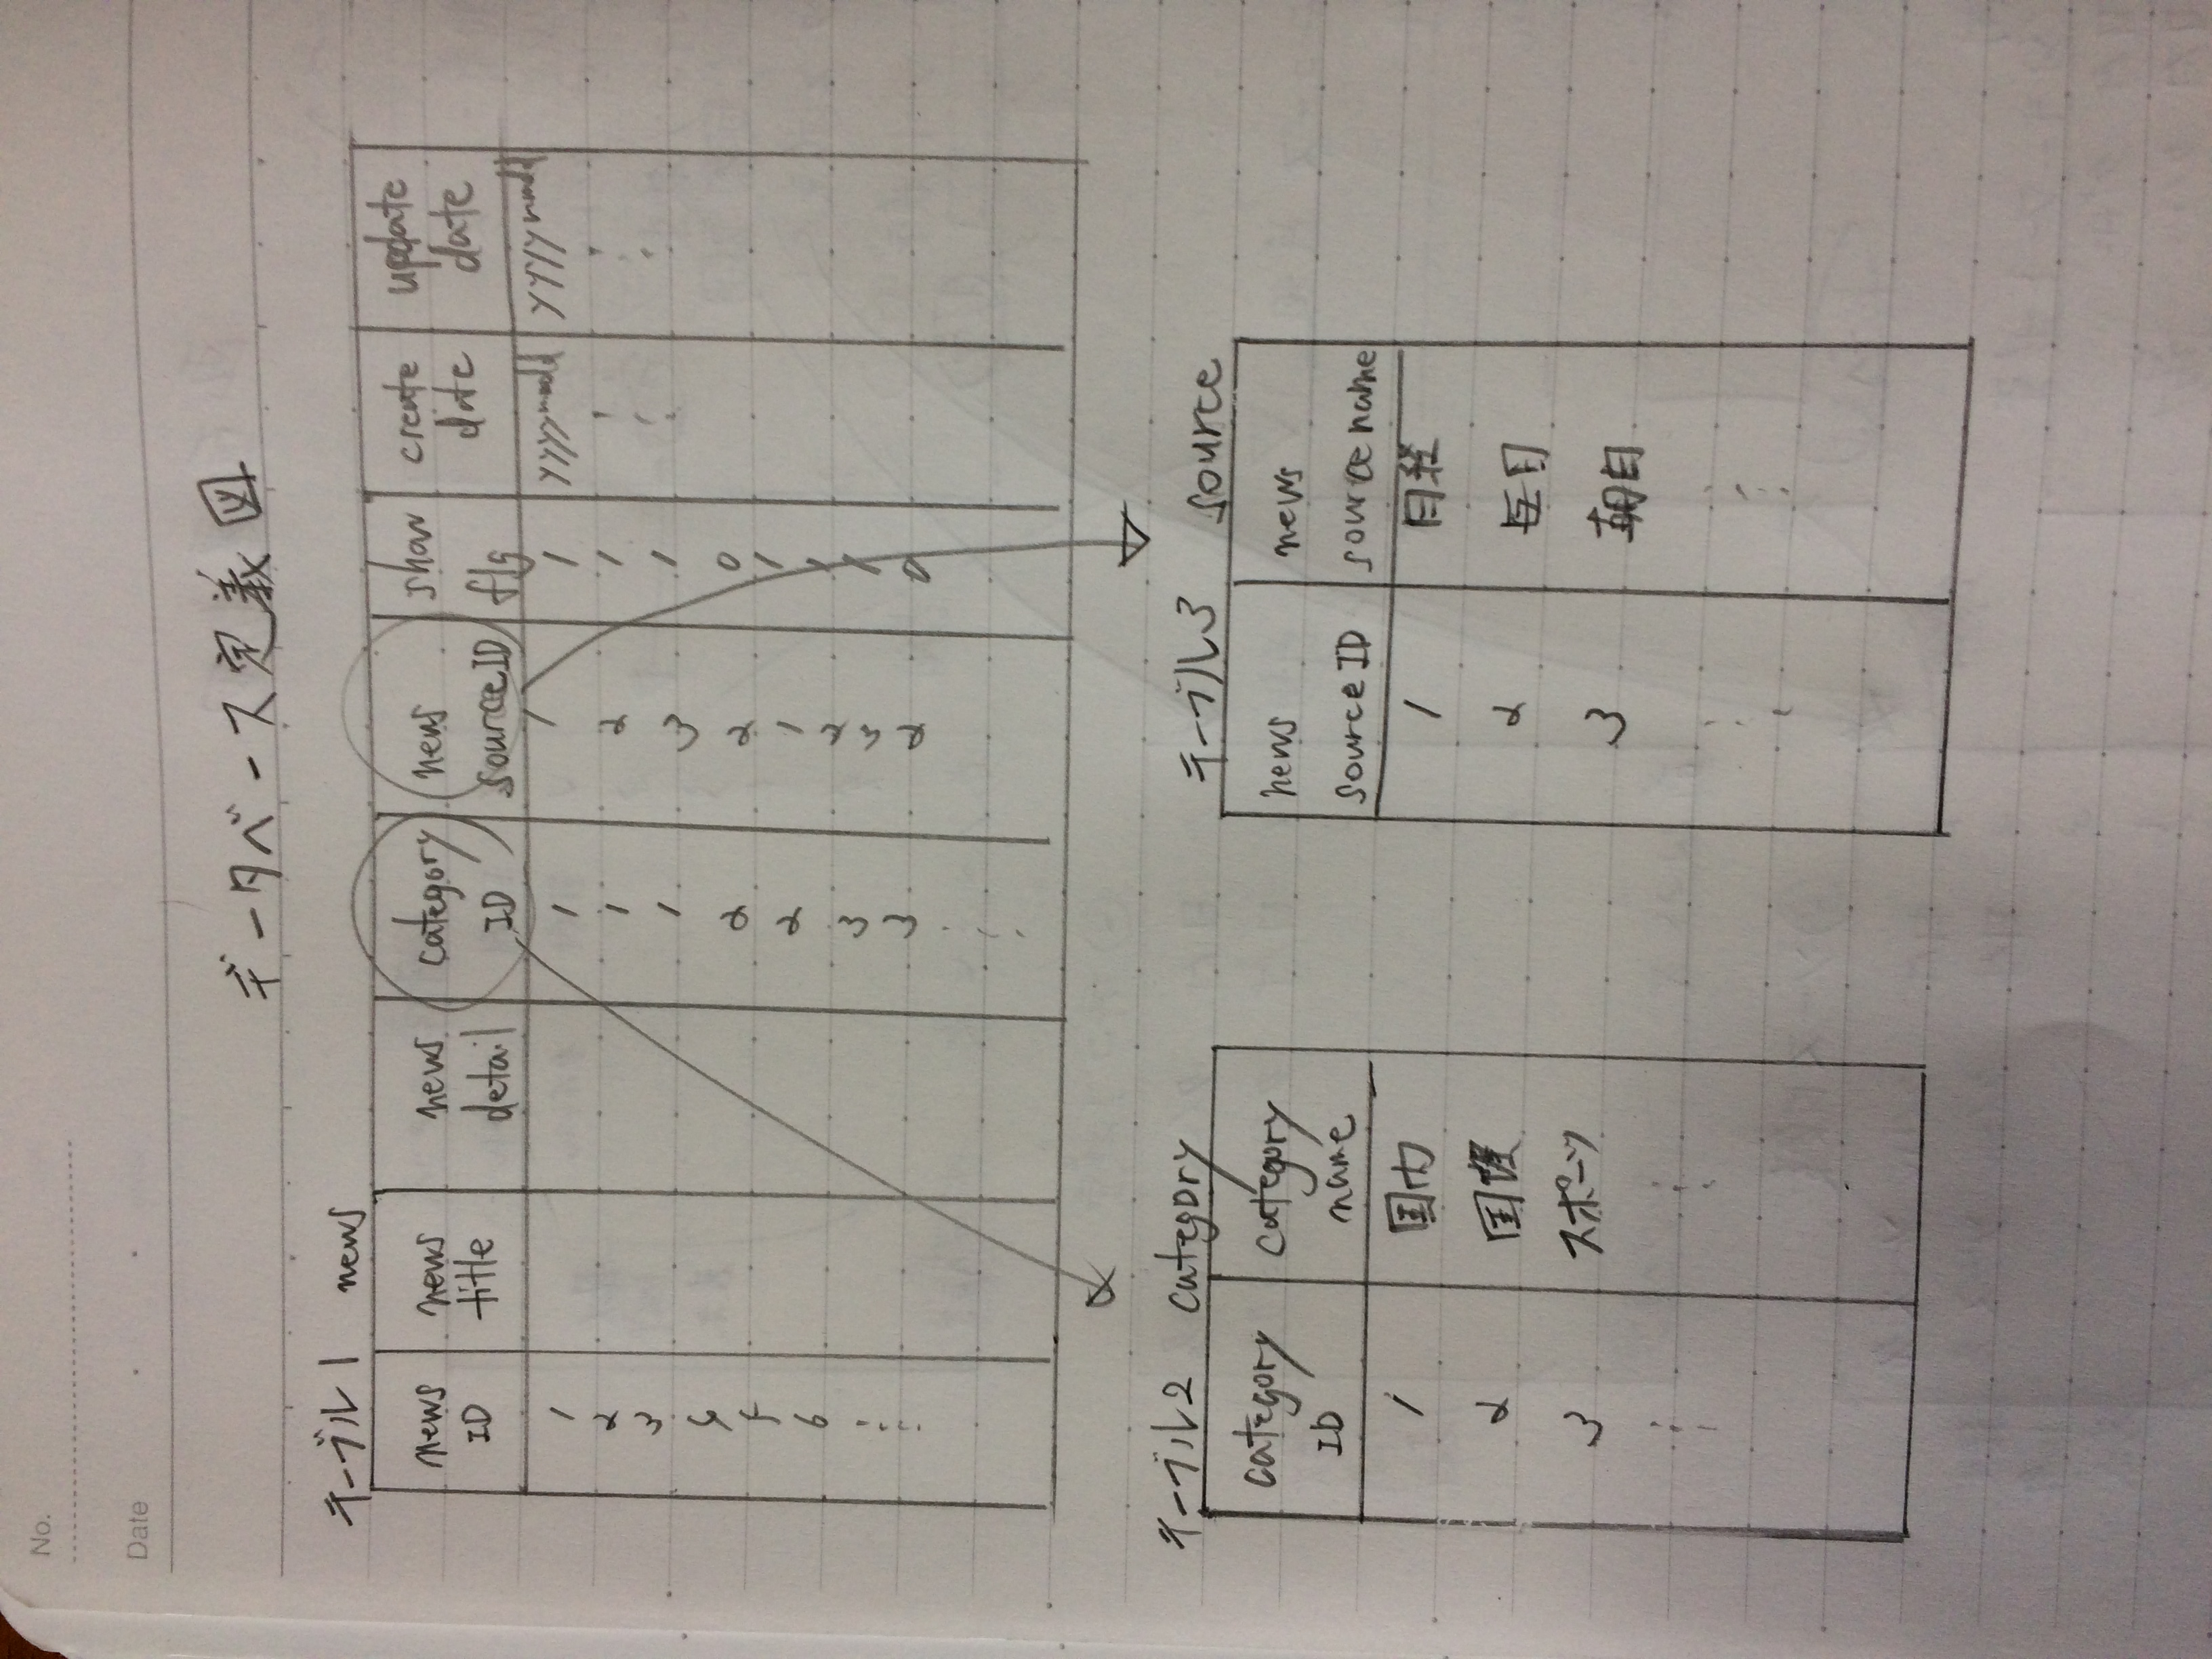 No.
Date
データベース定義図
テーブル1 news
news ID news title news detail category ID news sourceID show flg create date update date
1 1 1 1 yyyymmdd yyyymmdd
2 1 2 1
3 1 3 1
4 2 2 0
5 2 1 1
6 3 2 1
3 3 1
2 0
テーブル2 category
category ID category name
1 国内
2 国際
3 スポーツ
テーブル3 source
news sourceID news source name
1 日経
2 毎日
3 朝日